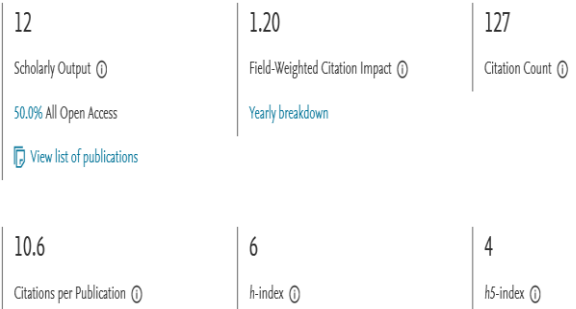 12
Scholarly Output
50.0% All Open Access
View list of publications
1.20
Field-Weighted Citation Impact
Yearly breakdown
127
Citation Count
10.6
Citations per Publication
6
h-index
4
h5-index